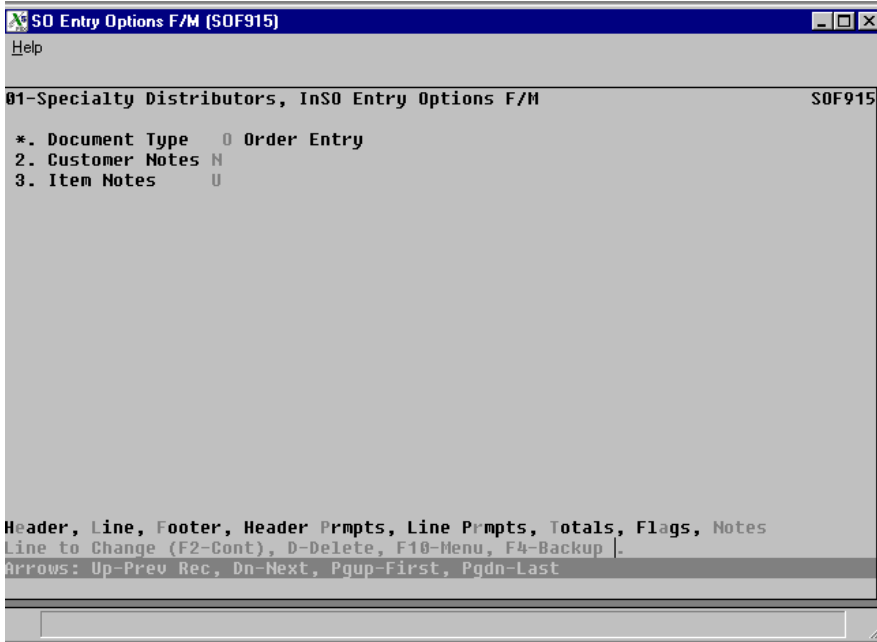 SO Entry Options F/M (SOF915)
Help
01-Specialty Distributors, InSO Entry Options F/M SOF915
*. Document Type O Order Entry
2. Customer Notes N
3. Item Notes U
Header, Line, Footer, Header Prmpts, Line Prmpts, Totals, Flags, Notes
Line to Change (F2-Cont), D-Delete, F10-Menu, F4-Backup .
Arrows: Up-Prev Rec, Dn-Next, Pgup-First, Pgdn-Last